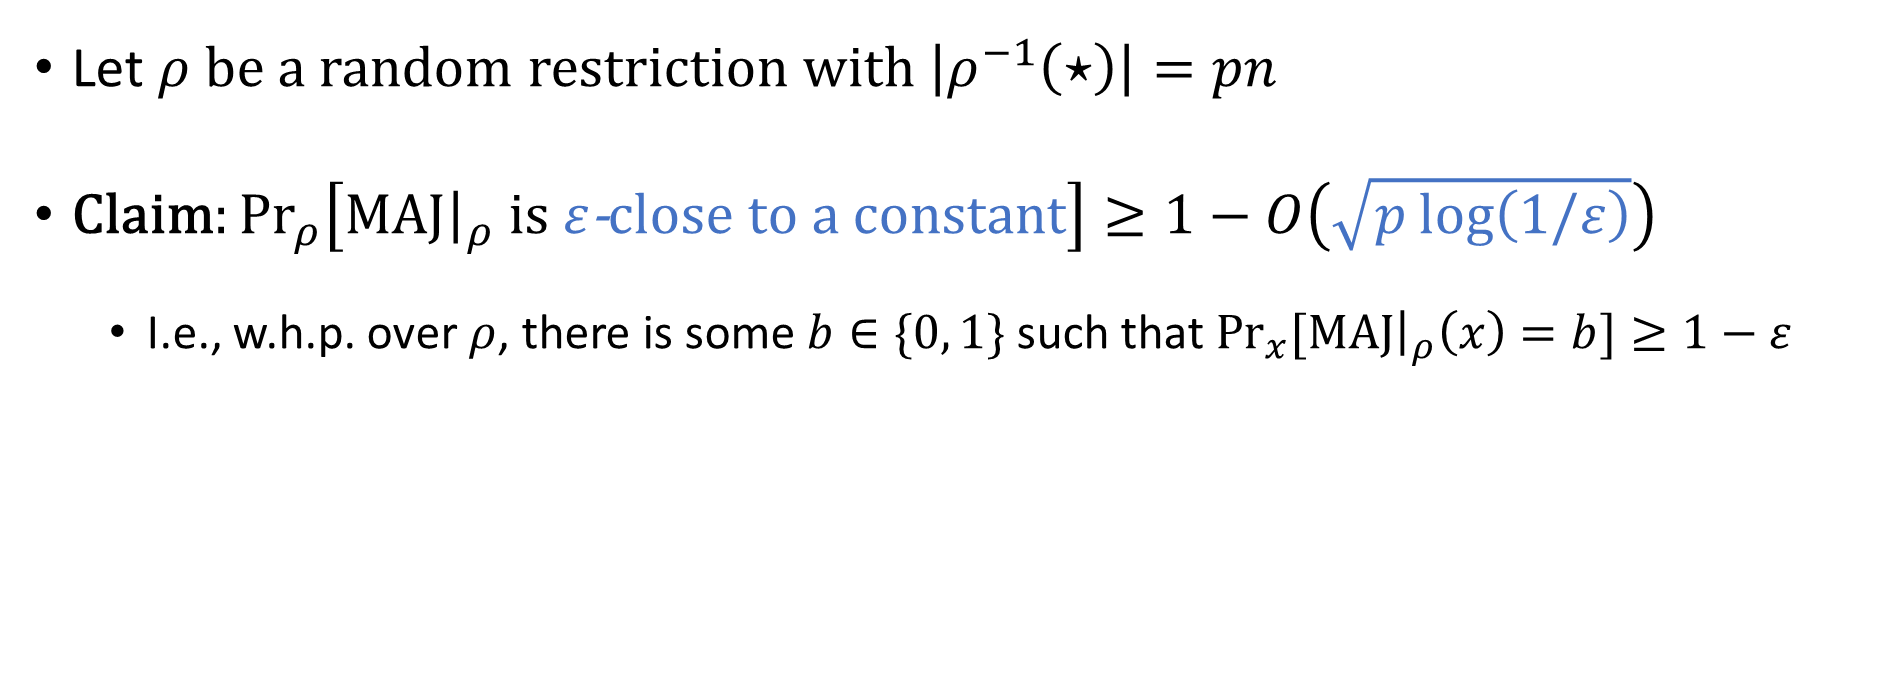 • Let ρ be a random restriction with |ρ⁻¹(⋆)| = pn
• Claim: Pr_ρ[MAJ|_ρ is ε-close to a constant] ≥ 1 − O(√(p log(1/ε)))
• I.e., w.h.p. over ρ, there is some b ∈ {0, 1} such that Pr_x[MAJ|_ρ(x) = b] ≥ 1 − ε